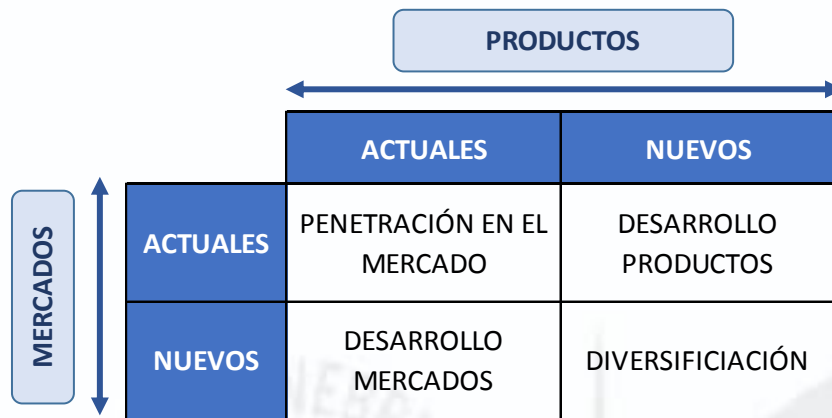 PRODUCTOS
ACTUALES
NUEVOS
MERCADOS
ACTUALES
PENETRACIÓN EN EL
MERCADO
DESARROLLO
PRODUCTOS
NUEVOS
DESARROLLO
MERCADOS
DIVERSIFICIACIÓN